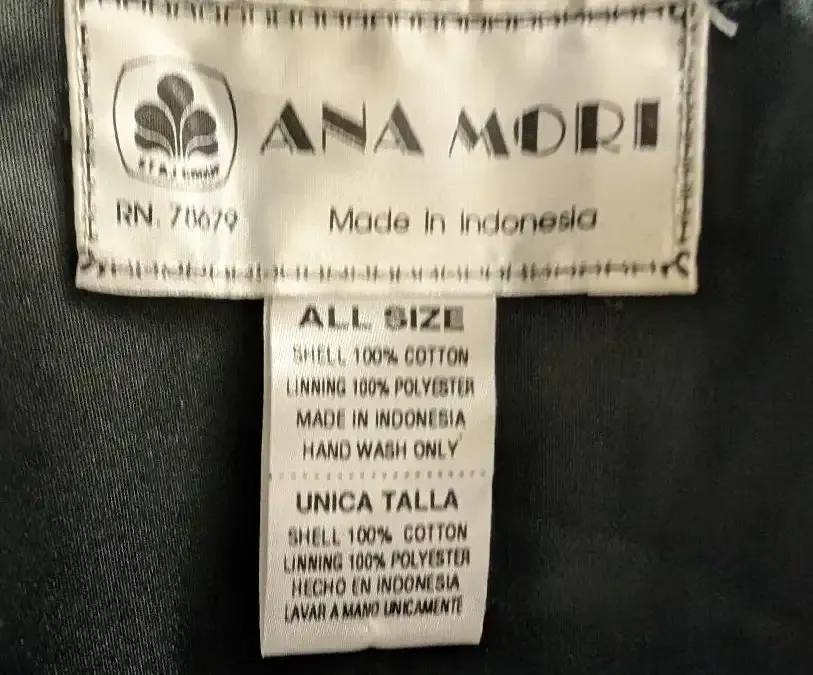 ANA MORI
RN. 78679 Made in Indonesia
ALL SIZE
SHELL 100% COTTON
LINNING 100% POLYESTER
MADE IN INDONESIA
HAND WASH ONLY
UNICA TALLA
SHELL 100% COTTON
LINNING 100% POLYESTER
HECHO EN INDONESIA
LAVAR A MANO UNICAMENTE